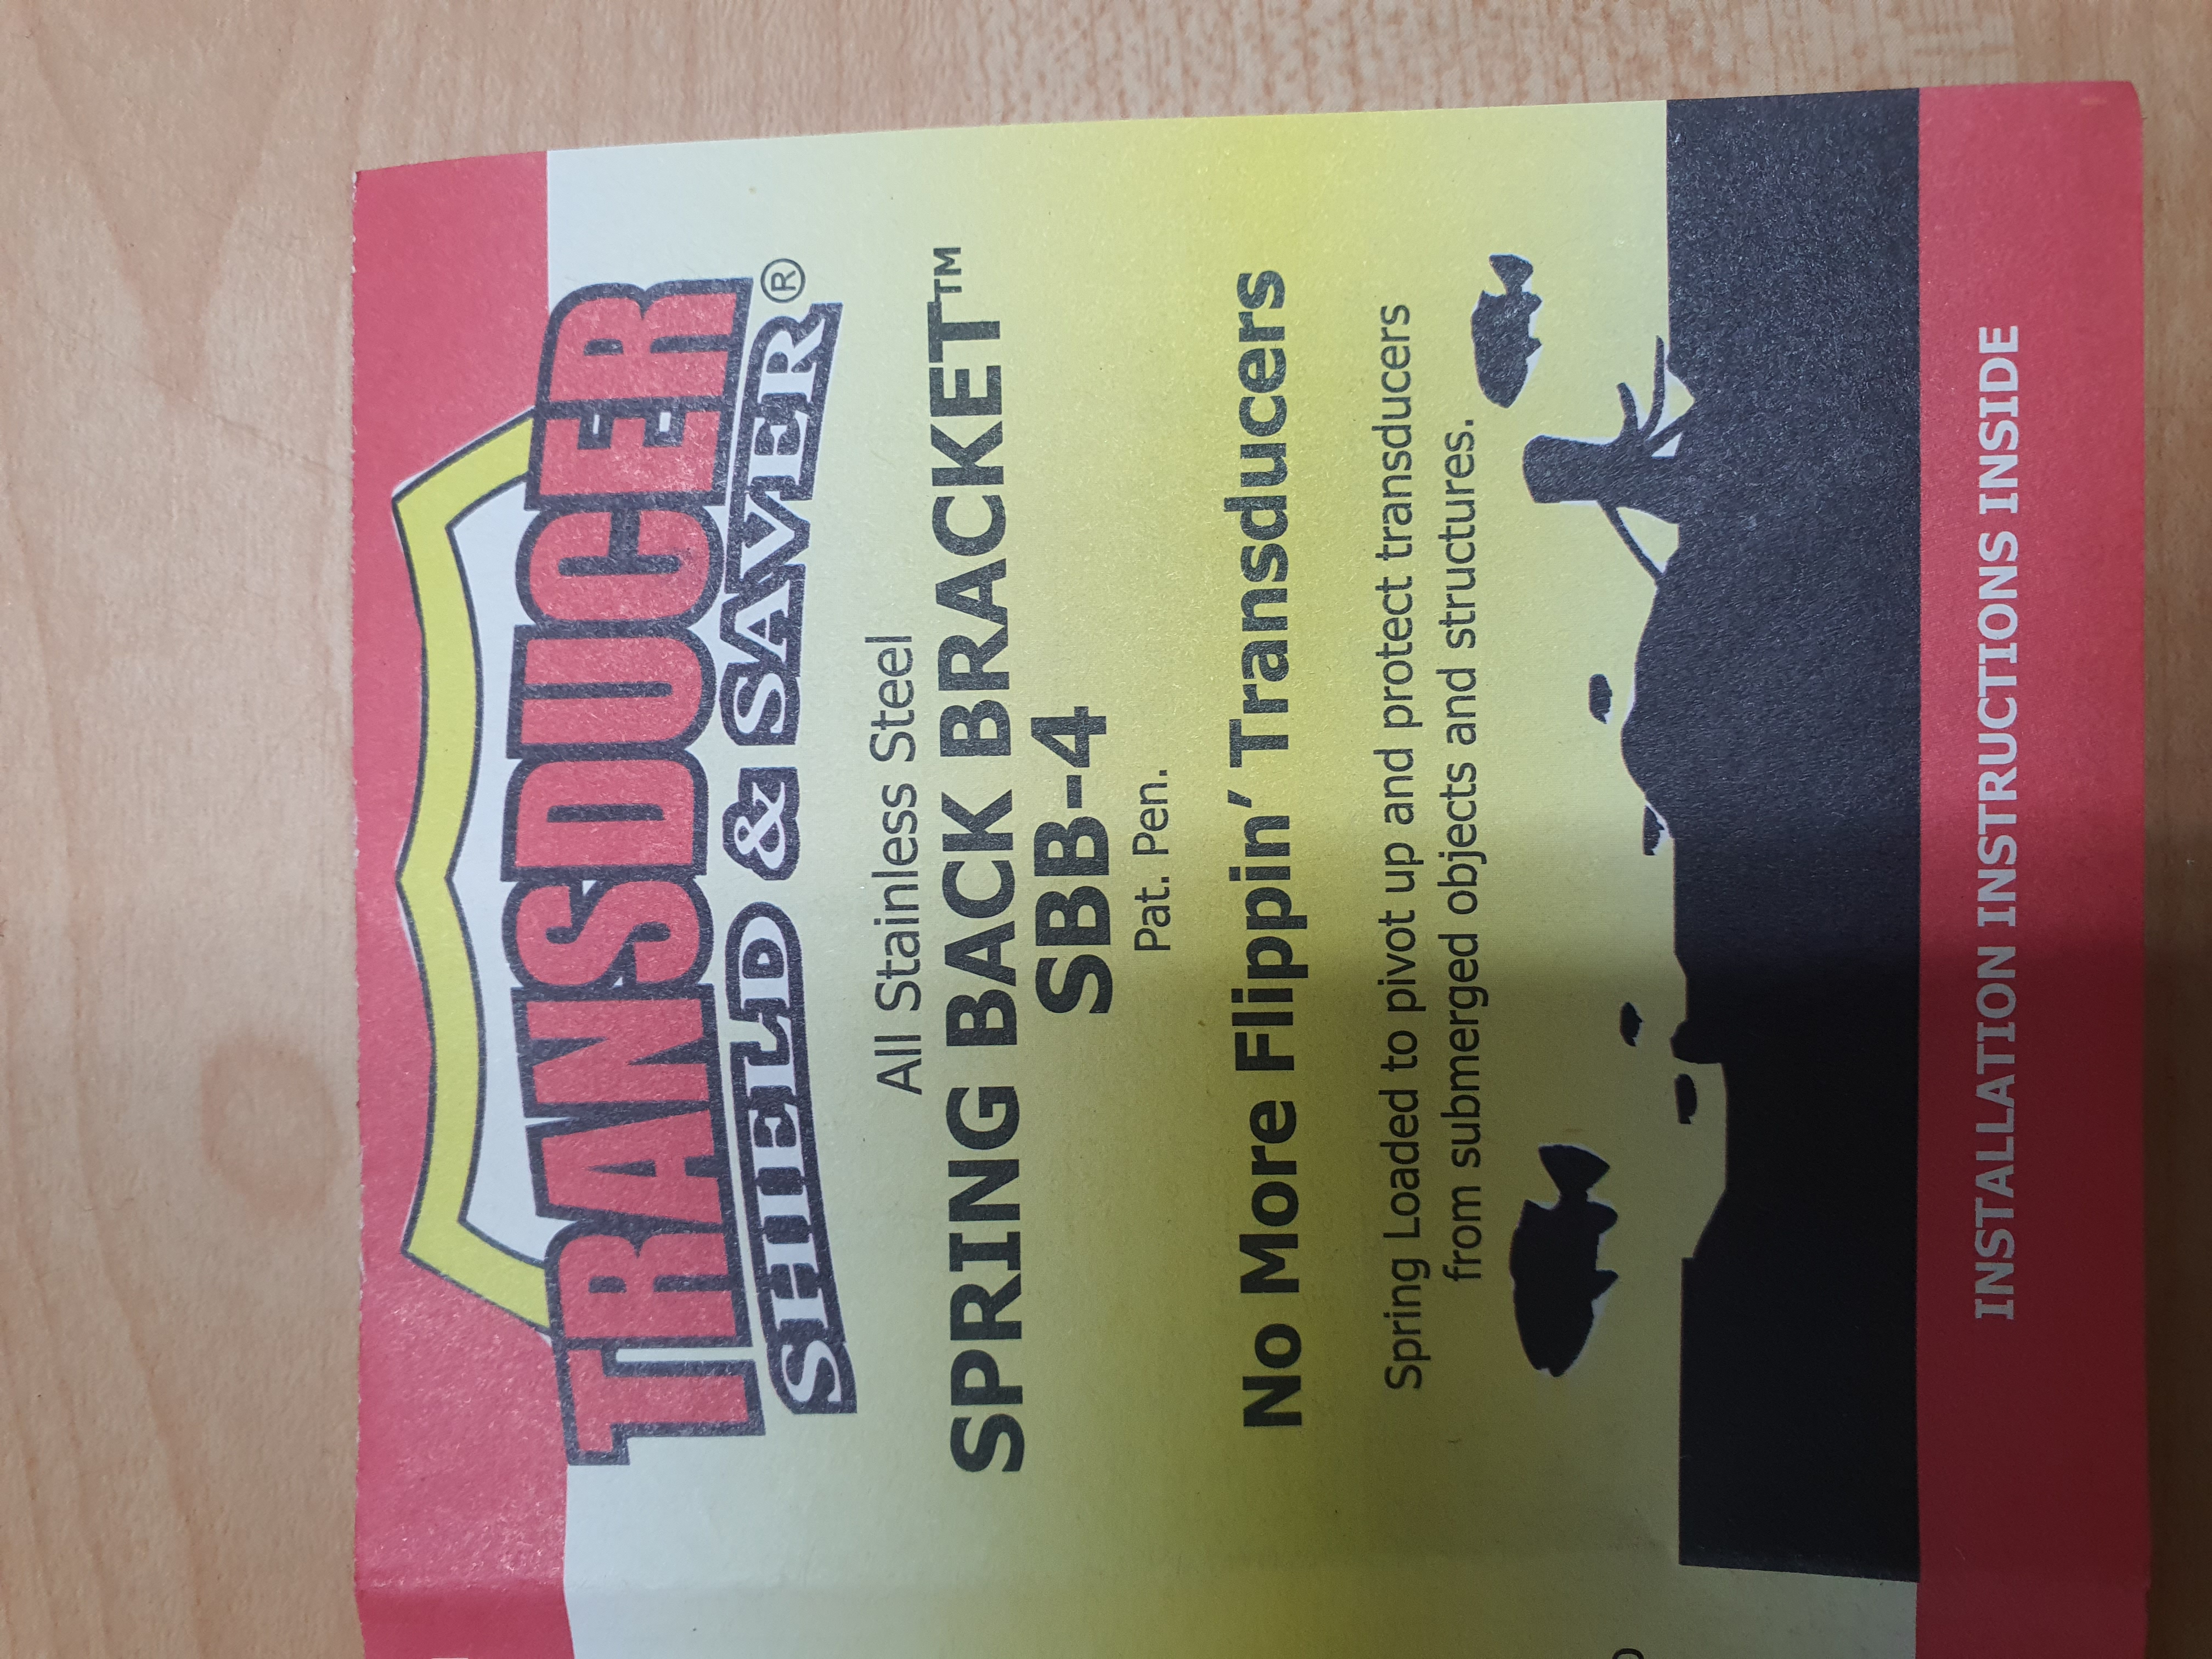 TRANSDUCER
SHIELD & SAVER®
All Stainless Steel
SPRING BACK BRACKET™
SBB-4
Pat. Pen.
No More Flippin' Transducers
Spring Loaded to pivot up and protect transducers
from submerged objects and structures.
INSTALLATION INSTRUCTIONS INSIDE